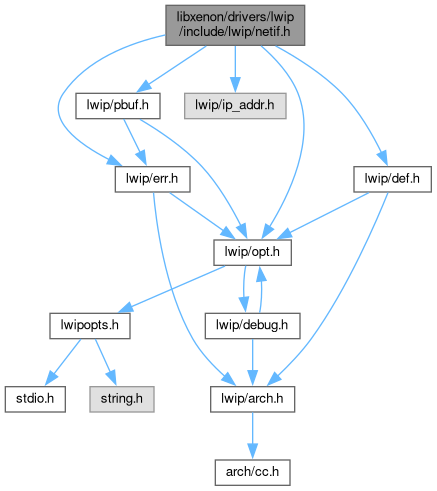 libxenon/drivers/lwip
/include/lwip/netif.h
lwip/pbuf.h
lwip/ip_addr.h
lwip/err.h
lwip/def.h
lwip/opt.h
lwipopts.h
lwip/debug.h
stdio.h
string.h
lwip/arch.h
arch/cc.h